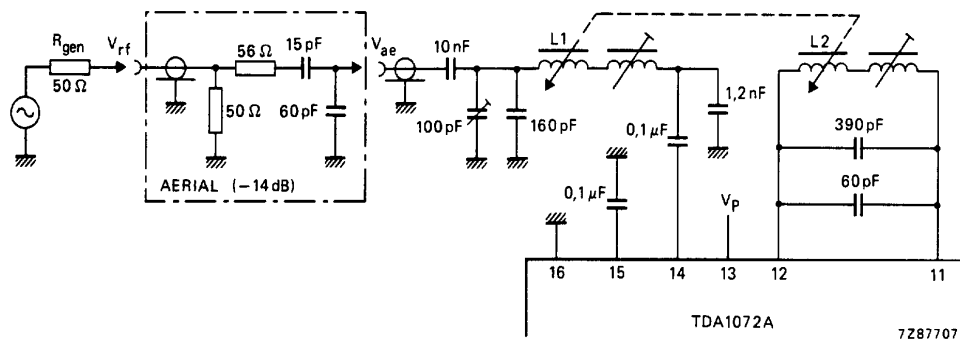 R_gen
50 Ω
V_rf
56 Ω
15 pF
50 Ω
60 pF
AERIAL (−14 dB)
V_ae
10 nF
100 pF
160 pF
L1
1,2 nF
0,1 μF
0,1 μF
V_P
L2
390 pF
60 pF
16
15
14
13
12
11
TDA1072A
7Z87707